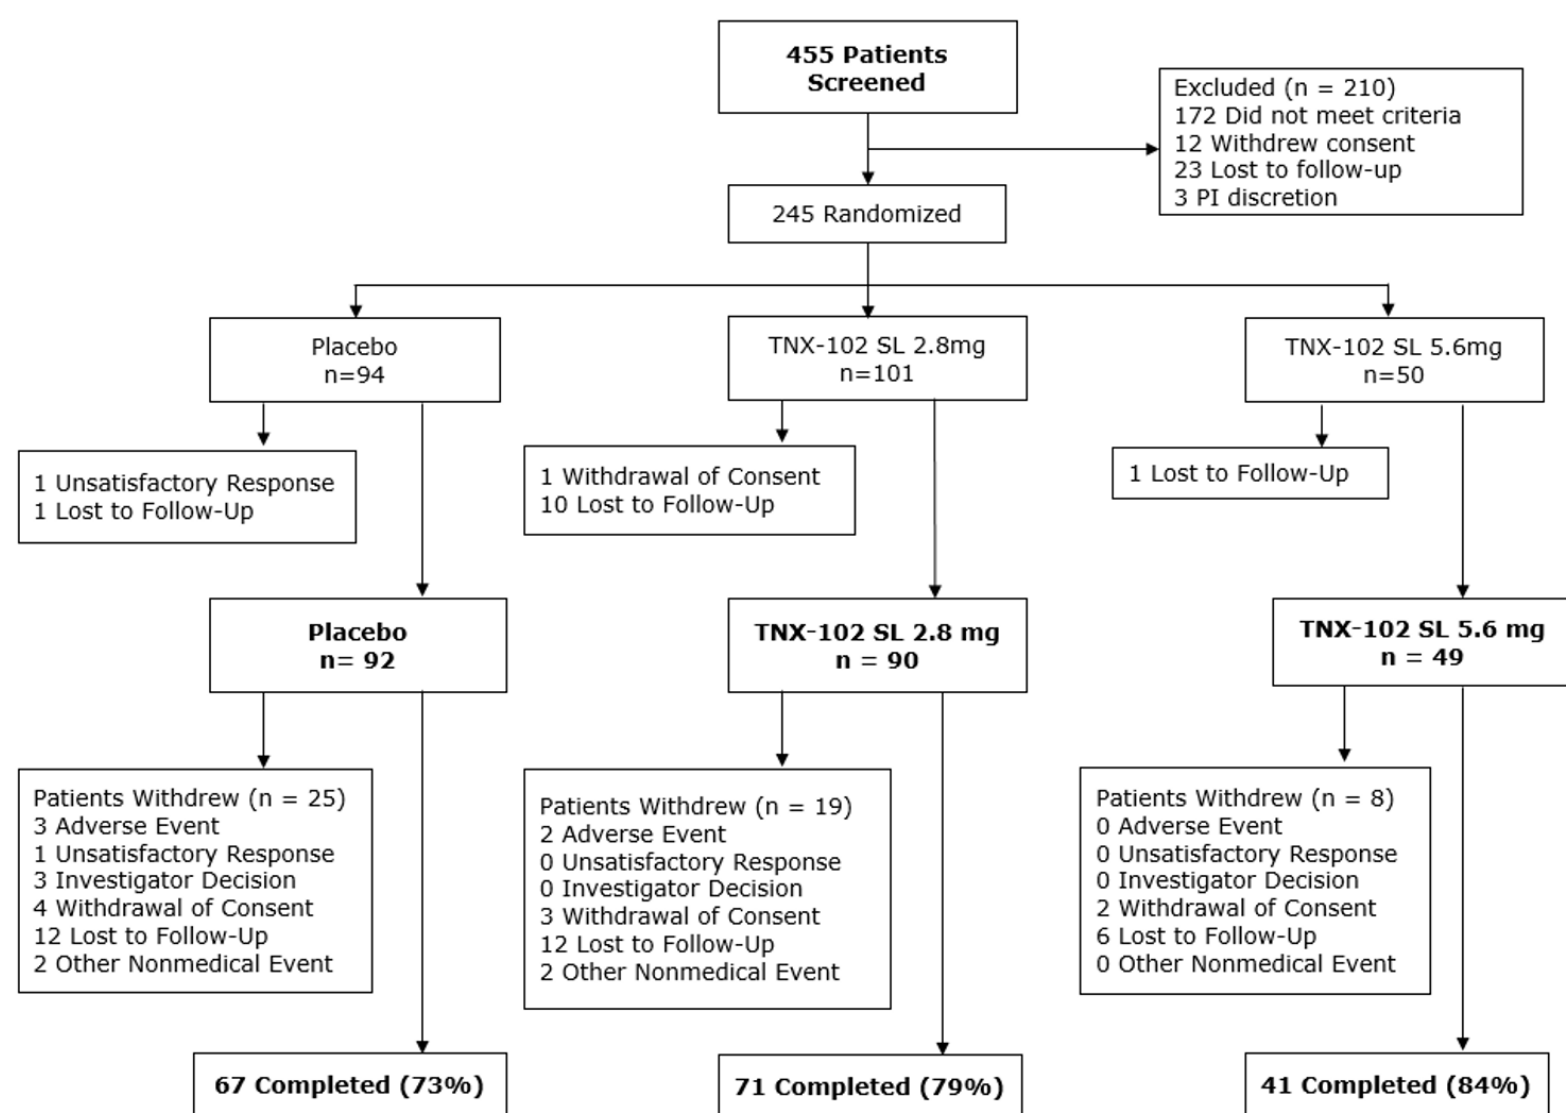 455 Patients
Screened
Excluded (n = 210)
172 Did not meet criteria
12 Withdrew consent
23 Lost to follow-up
3 PI discretion
245 Randomized
Placebo
n=94
TNX-102 SL 2.8mg
n=101
TNX-102 SL 5.6mg
n=50
1 Unsatisfactory Response
1 Lost to Follow-Up
1 Withdrawal of Consent
10 Lost to Follow-Up
1 Lost to Follow-Up
Placebo
n= 92
TNX-102 SL 2.8 mg
n = 90
TNX-102 SL 5.6 mg
n = 49
Patients Withdrew (n = 25)
3 Adverse Event
1 Unsatisfactory Response
3 Investigator Decision
4 Withdrawal of Consent
12 Lost to Follow-Up
2 Other Nonmedical Event
Patients Withdrew (n = 19)
2 Adverse Event
0 Unsatisfactory Response
0 Investigator Decision
3 Withdrawal of Consent
12 Lost to Follow-Up
2 Other Nonmedical Event
Patients Withdrew (n = 8)
0 Adverse Event
0 Unsatisfactory Response
0 Investigator Decision
2 Withdrawal of Consent
6 Lost to Follow-Up
0 Other Nonmedical Event
67 Completed (73%)
71 Completed (79%)
41 Completed (84%)